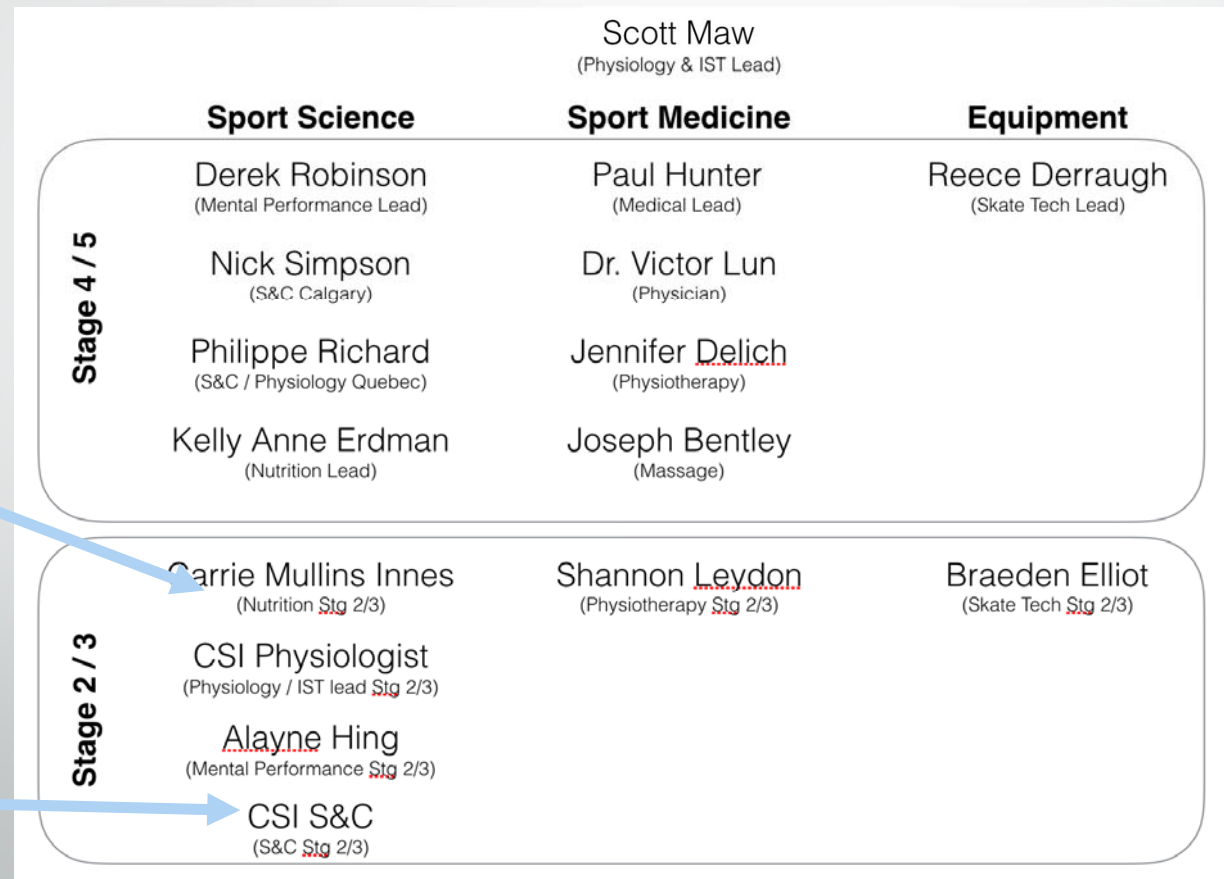 Scott Maw
(Physiology & IST Lead)
Sport Science
Sport Medicine
Equipment
Stage 4 / 5
Derek Robinson
(Mental Performance Lead)
Nick Simpson
(S&C Calgary)
Philippe Richard
(S&C / Physiology Quebec)
Kelly Anne Erdman
(Nutrition Lead)
Paul Hunter
(Medical Lead)
Dr. Victor Lun
(Physician)
Jennifer Delich
(Physiotherapy)
Joseph Bentley
(Massage)
Reece Derraugh
(Skate Tech Lead)
Stage 2 / 3
Carrie Mullins Innes
(Nutrition Stg 2/3)
CSI Physiologist
(Physiology / IST lead Stg 2/3)
Alayne Hing
(Mental Performance Stg 2/3)
CSI S&C
(S&C Stg 2/3)
Shannon Leydon
(Physiotherapy Stg 2/3)
Braeden Elliot
(Skate Tech Stg 2/3)